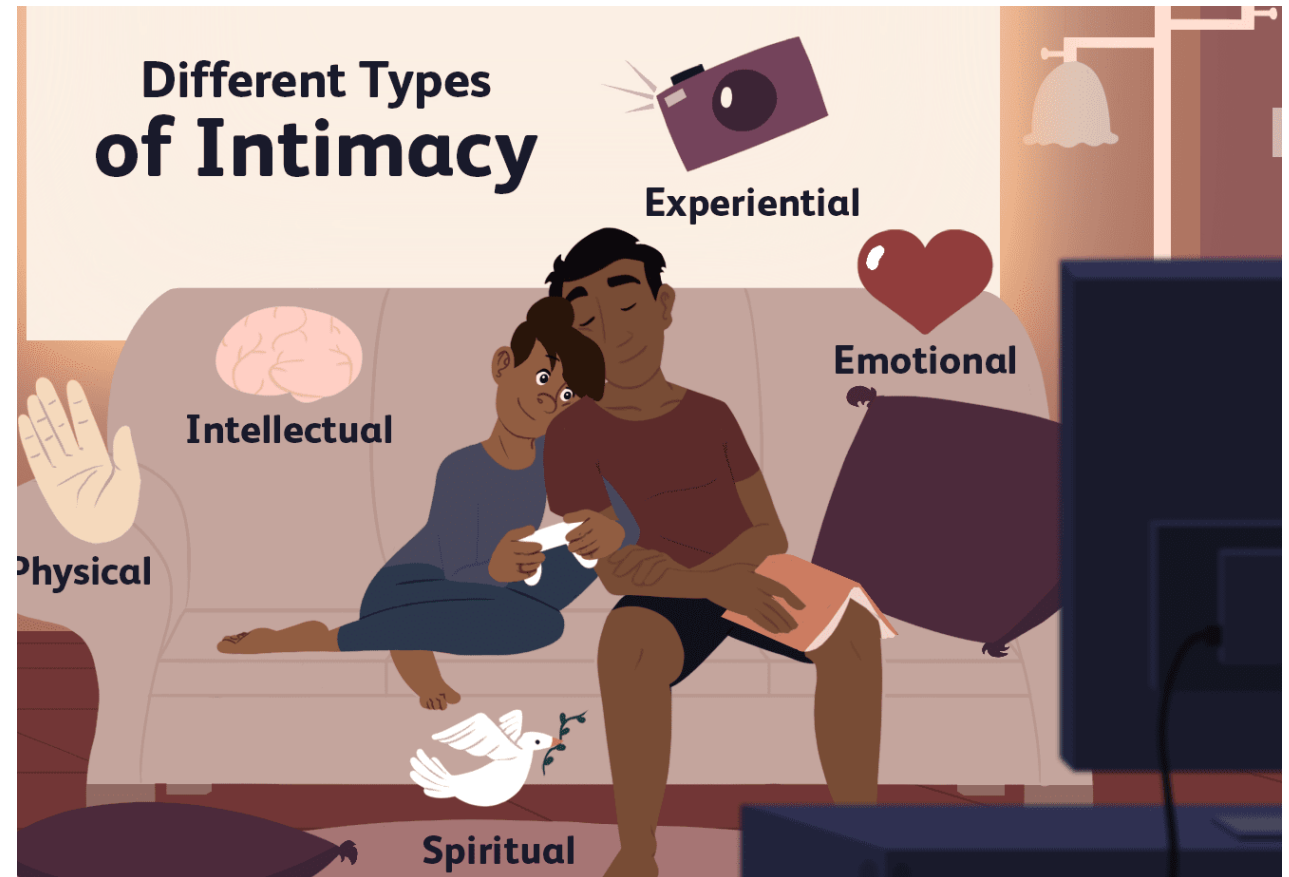 Different Types
of Intimacy
Experiential
Emotional
Intellectual
Physical
Spiritual